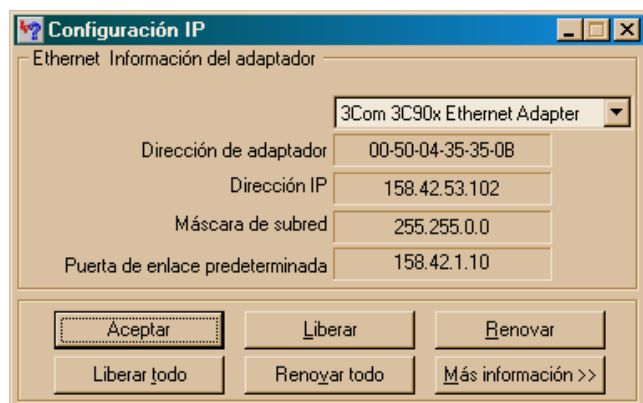 Configuración IP
Ethernet Información del adaptador
3Com 3C90x Ethernet Adapter
Dirección de adaptador 00-50-04-35-35-0B
Dirección IP 158.42.53.102
Máscara de subred 255.255.0.0
Puerta de enlace predeterminada 158.42.1.10
Aceptar Liberar Renovar
Liberar todo Renovar todo Más información >>